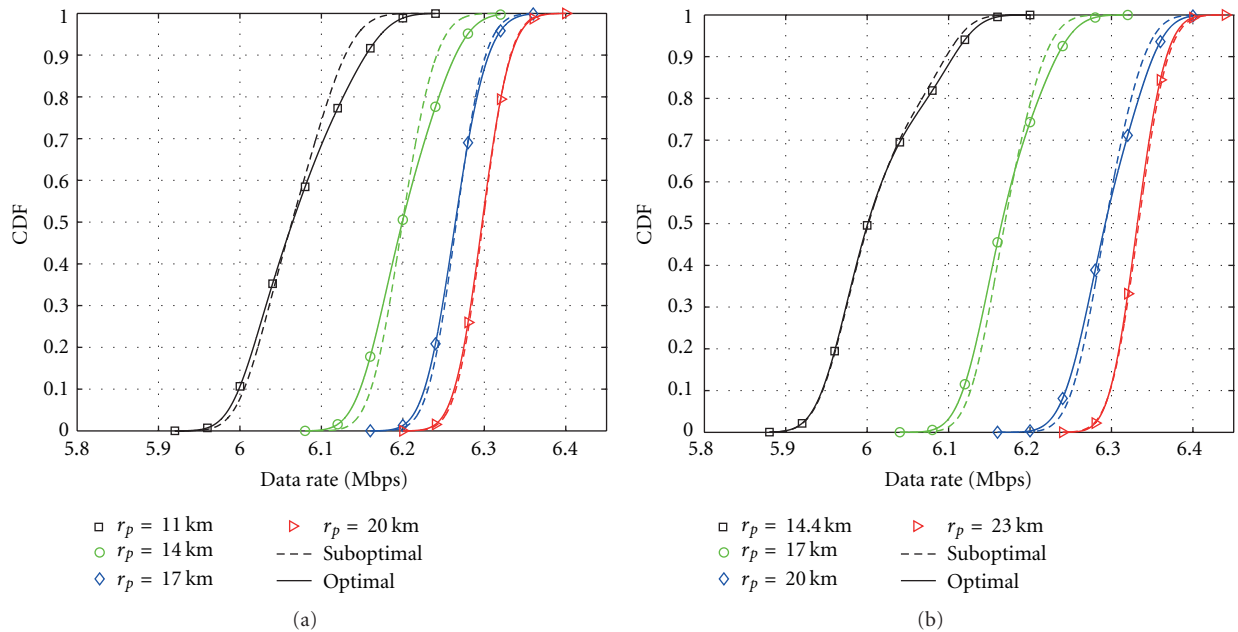 1
0.9
0.8
0.7
0.6
0.5
0.4
0.3
0.2
0.1
0
CDF
5.8 5.9 6 6.1 6.2 6.3 6.4
Data rate (Mbps)
r_p = 11 km
r_p = 14 km
r_p = 17 km
r_p = 20 km
Suboptimal
Optimal
(a)
1
0.9
0.8
0.7
0.6
0.5
0.4
0.3
0.2
0.1
0
CDF
5.8 5.9 6 6.1 6.2 6.3 6.4
Data rate (Mbps)
r_p = 14.4 km
r_p = 17 km
r_p = 20 km
r_p = 23 km
Suboptimal
Optimal
(b)